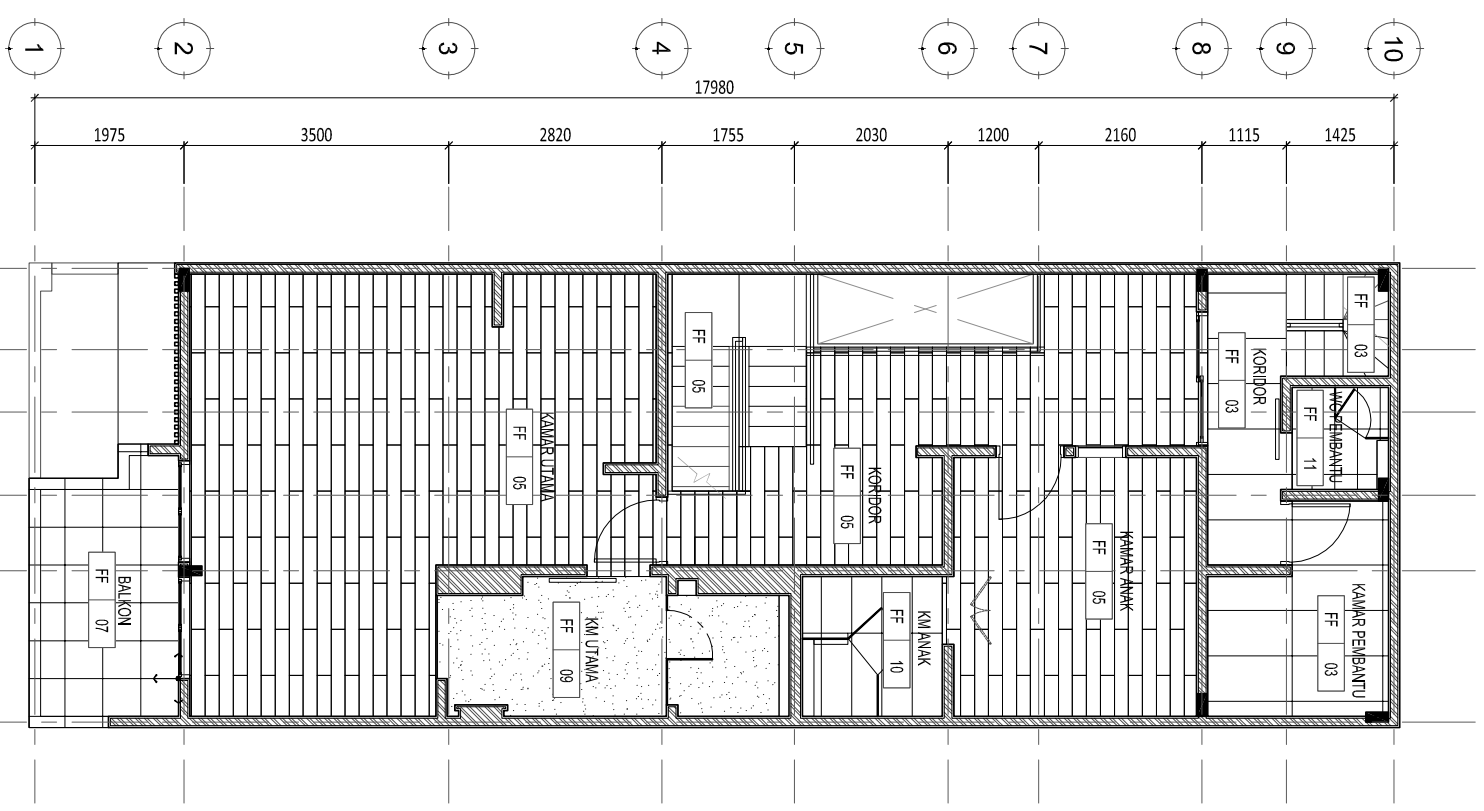 1
2
3
4
5
6
7
8
9
10
17980
1975
3500
2820
1755
2030
1200
2160
1115
1425
FF
03
KORIDOR
FF
03
WC PEMBANTU
FF
11
FF
05
KAMAR UTAMA
FF
05
KORIDOR
FF
05
KAMAR ANAK
FF
05
BALKON
FF
07
KM UTAMA
FF
09
KM ANAK
FF
10
KAMAR PEMBANTU
FF
03